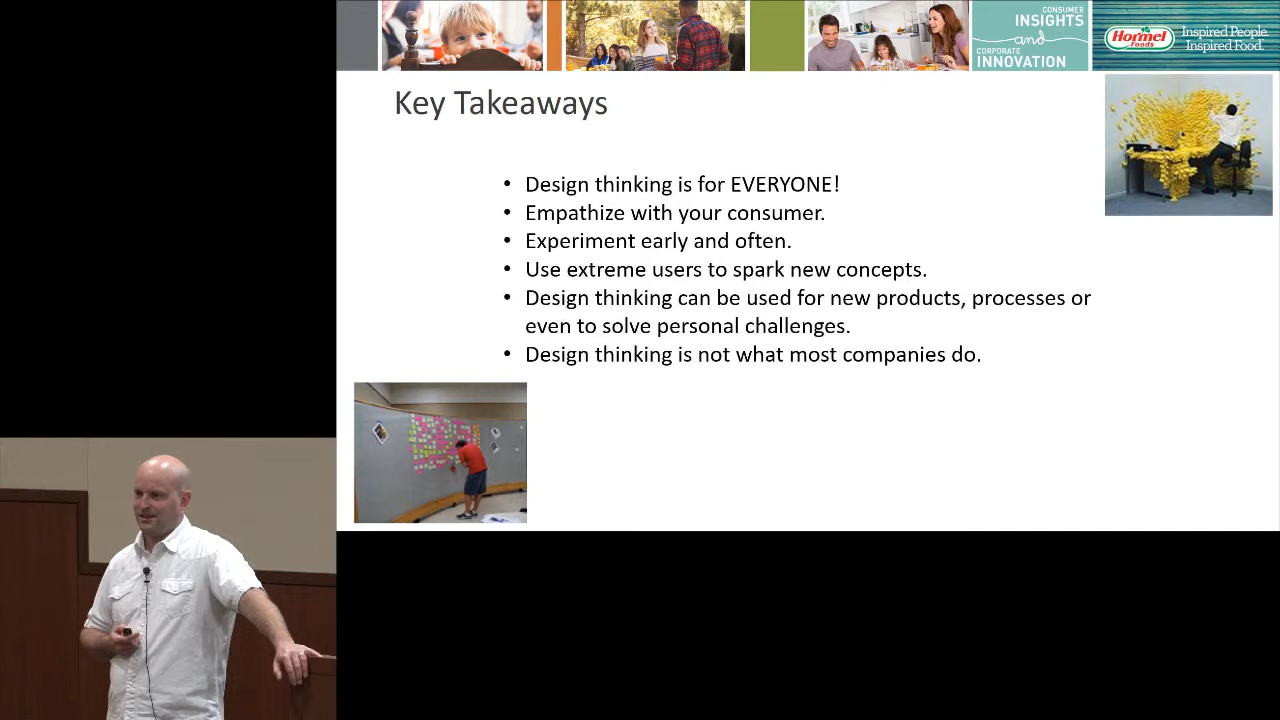 CONSUMER
INSIGHTS
and
CORPORATE
INNOVATION
Hormel
Foods
Inspired People.
Inspired Food.
Key Takeaways
• Design thinking is for EVERYONE!
• Empathize with your consumer.
• Experiment early and often.
• Use extreme users to spark new concepts.
• Design thinking can be used for new products, processes or
even to solve personal challenges.
• Design thinking is not what most companies do.